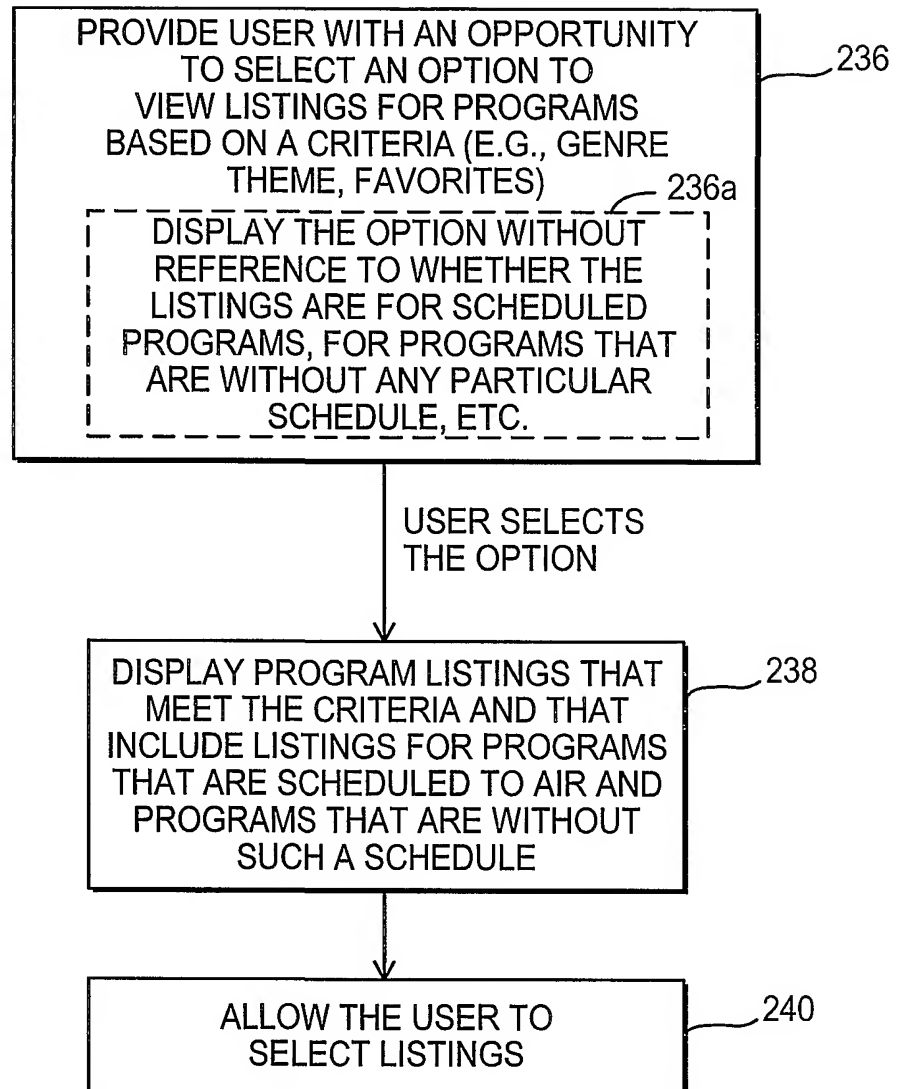 PROVIDE USER WITH AN OPPORTUNITY
TO SELECT AN OPTION TO
VIEW LISTINGS FOR PROGRAMS
BASED ON A CRITERIA (E.G., GENRE
THEME, FAVORITES)
236
236a
DISPLAY THE OPTION WITHOUT
REFERENCE TO WHETHER THE
LISTINGS ARE FOR SCHEDULED
PROGRAMS, FOR PROGRAMS THAT
ARE WITHOUT ANY PARTICULAR
SCHEDULE, ETC.
USER SELECTS
THE OPTION
DISPLAY PROGRAM LISTINGS THAT
MEET THE CRITERIA AND THAT
INCLUDE LISTINGS FOR PROGRAMS
THAT ARE SCHEDULED TO AIR AND
PROGRAMS THAT ARE WITHOUT
SUCH A SCHEDULE
238
ALLOW THE USER TO
SELECT LISTINGS
240